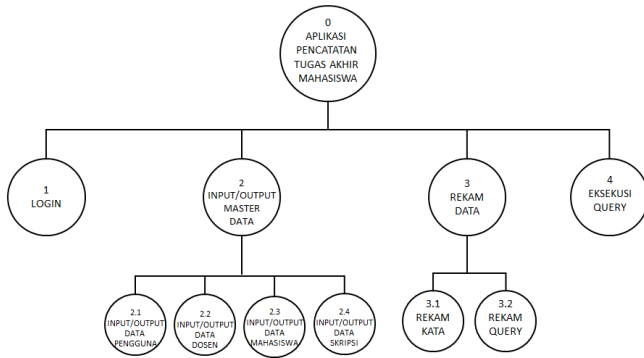 0
APLIKASI
PENCATATAN
TUGAS AKHIR
MAHASISWA
1
LOGIN
2
INPUT/OUTPUT
MASTER
DATA
3
REKAM
DATA
4
EKSEKUSI
QUERY
2.1
INPUT/OUTPUT
DATA
PENGGUNA
2.2
INPUT/OUTPUT
DATA
DOSEN
2.3
INPUT/OUTPUT
DATA
MAHASISWA
2.4
INPUT/OUTPUT
DATA
SKRIPSI
3.1
REKAM
KATA
3.2
REKAM
QUERY